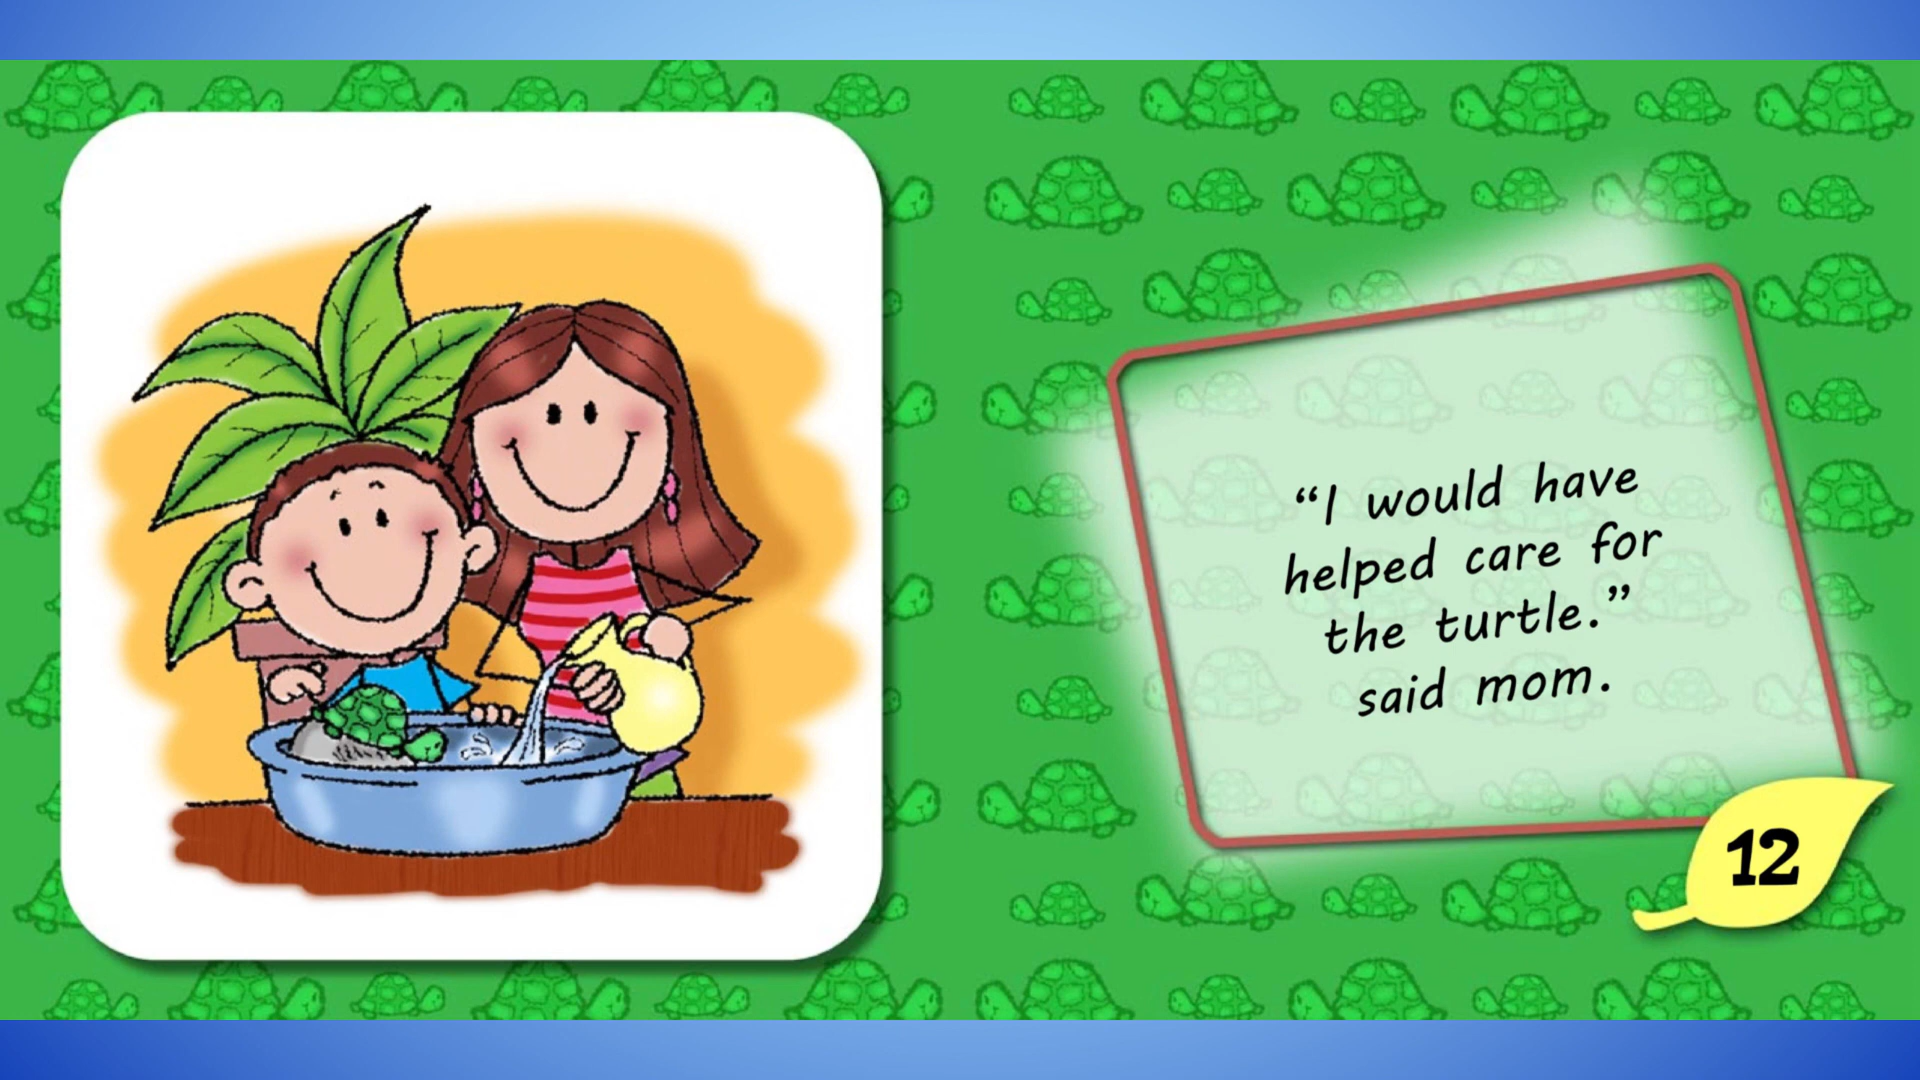 “I would have
helped care for
the turtle.”
said mom.
12